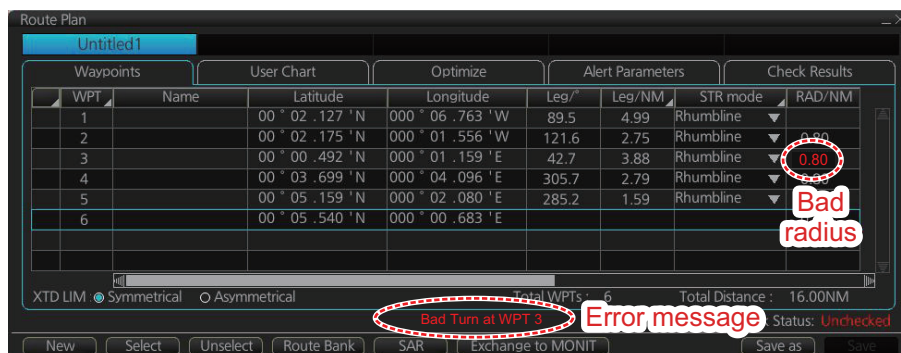 Route Plan
Untitled1
Waypoints User Chart Optimize Alert Parameters Check Results
WPT Name Latitude Longitude Leg/° Leg/NM STR mode RAD/NM
1 00 ° 02 .127 'N 000 ° 06 .763 'W 89.5 4.99 Rhumbline
2 00 ° 02 .175 'N 000 ° 01 .556 'W 121.6 2.75 Rhumbline 0.80
3 00 ° 00 .492 'N 000 ° 01 .159 'E 42.7 3.88 Rhumbline 0.80
4 00 ° 03 .699 'N 000 ° 04 .096 'E 305.7 2.79 Rhumbline 0.80
5 00 ° 05 .159 'N 000 ° 02 .080 'E 285.2 1.59 Rhumbline
6 00 ° 05 .540 'N 000 ° 00 .683 'E
Bad
radius
XTD LIM : Symmetrical Asymmetrical Total WPTs : 6 Total Distance : 16.00NM
Bad Turn at WPT 3 Error message Status: Unchecked
New Select Unselect Route Bank SAR Exchange to MONIT Save as Save